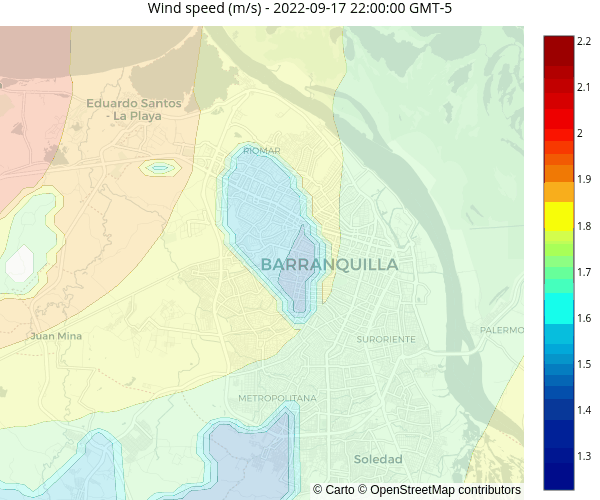 Wind speed (m/s) - 2022-09-17 22:00:00 GMT-5
2.2
2.1
2
1.9
1.8
1.7
1.6
1.5
1.4
1.3
Eduardo Santos
- La Playa
RIOMAR
BARRANQUILLA
Juan Mina
SURORIENTE
PALERMO
METROPOLITANA
Soledad
© Carto © OpenStreetMap contributors